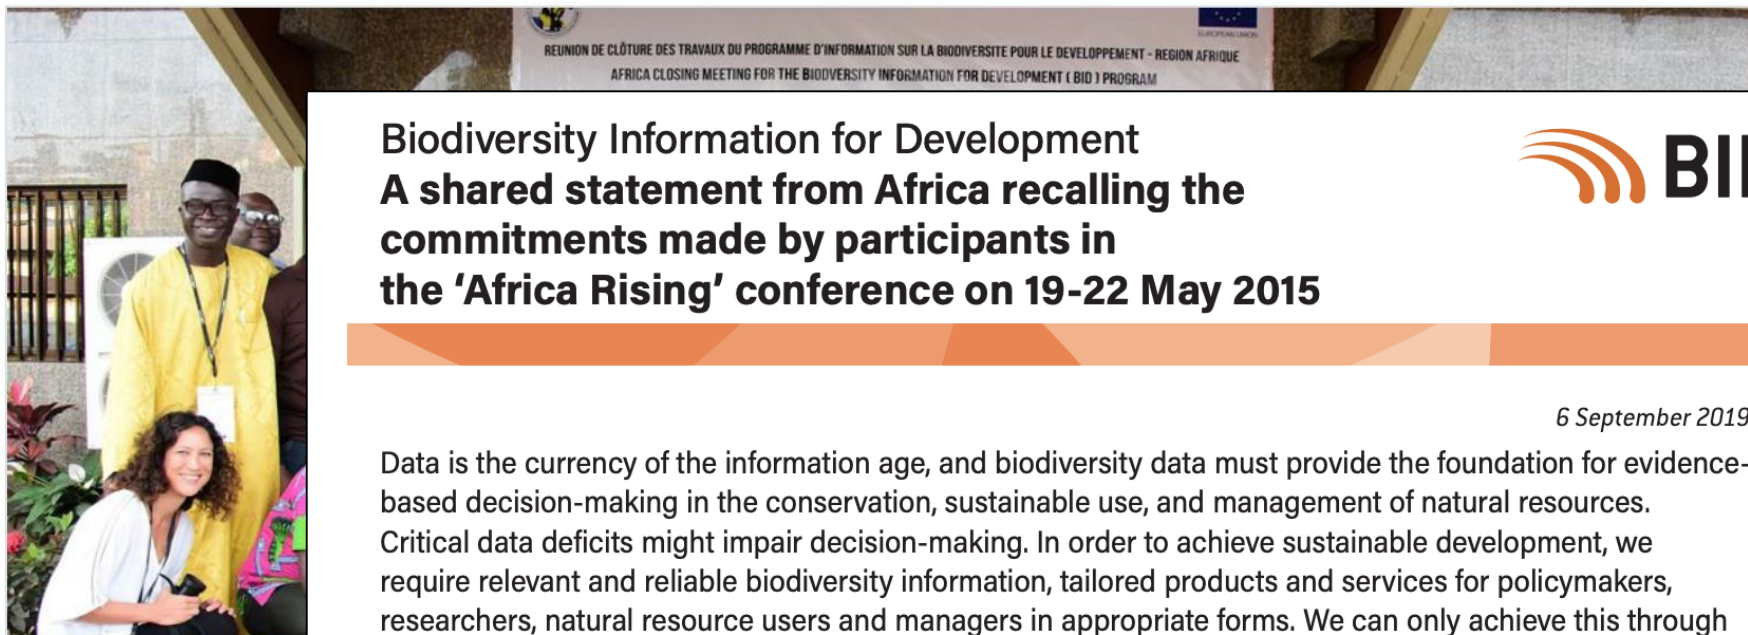 EUROPEAN UNION
REUNION DE CLÔTURE DES TRAVAUX DU PROGRAMME D'INFORMATION SUR LA BIODIVERSITE POUR LE DEVELOPPEMENT - REGION AFRIQUE
AFRICA CLOSING MEETING FOR THE BIODVERSITY INFORMATION FOR DEVELOPMENT ( BID ) PROGRAM
Biodiversity Information for Development
A shared statement from Africa recalling the
commitments made by participants in
the ‘Africa Rising’ conference on 19-22 May 2015
6 September 2019
Data is the currency of the information age, and biodiversity data must provide the foundation for evidence-
based decision-making in the conservation, sustainable use, and management of natural resources.
Critical data deficits might impair decision-making. In order to achieve sustainable development, we
require relevant and reliable biodiversity information, tailored products and services for policymakers,
researchers, natural resource users and managers in appropriate forms. We can only achieve this through